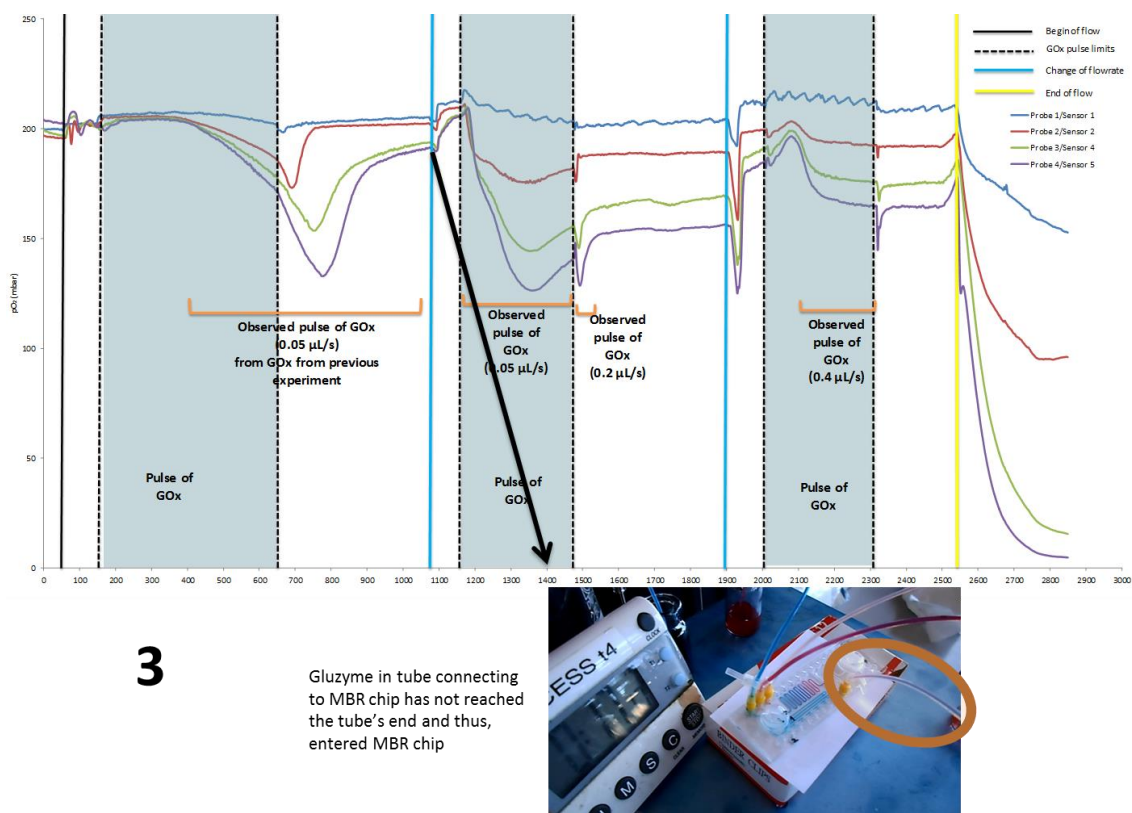 250
200
150
100
50
0
pO₂ (mbar)
0 100 200 300 400 500 600 700 800 900 1000 1100 1200 1300 1400 1500 1600 1700 1800 1900 2000 2100 2200 2300 2400 2500 2600 2700 2800 2900 3000
Begin of flow
GOx pulse limits
Change of flowrate
End of flow
Probe 1/Sensor 1
Probe 2/Sensor 2
Probe 3/Sensor 4
Probe 4/Sensor 5
Observed pulse of GOx
(0.05 µL/s)
from GOx from previous
experiment
Observed
pulse of
GOx
(0.05 µL/s)
Observed
pulse of
GOx
(0.2 µL/s)
Observed
pulse of
GOx
(0.4 µL/s)
Pulse of
GOx
Pulse of
GOx
Pulse of
GOx
3
Gluzyme in tube connecting
to MBR chip has not reached
the tube's end and thus,
entered MBR chip
CESS t4
CLOCK
M S C
CLEAR
BINDER CLIPS